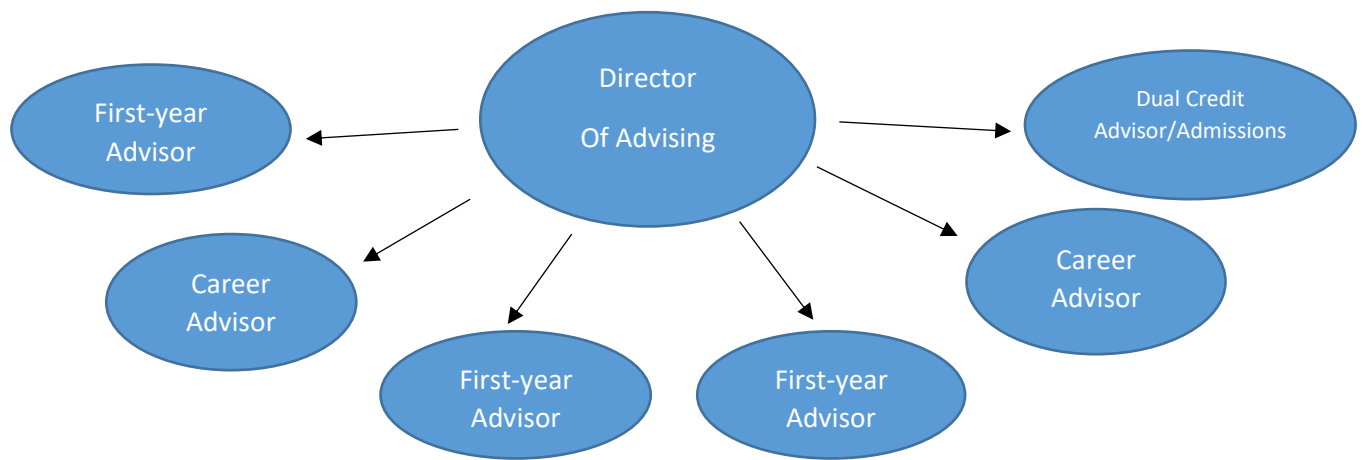 Director
Of Advising
First-year
Advisor
Dual Credit
Advisor/Admissions
Career
Advisor
Career
Advisor
First-year
Advisor
First-year
Advisor